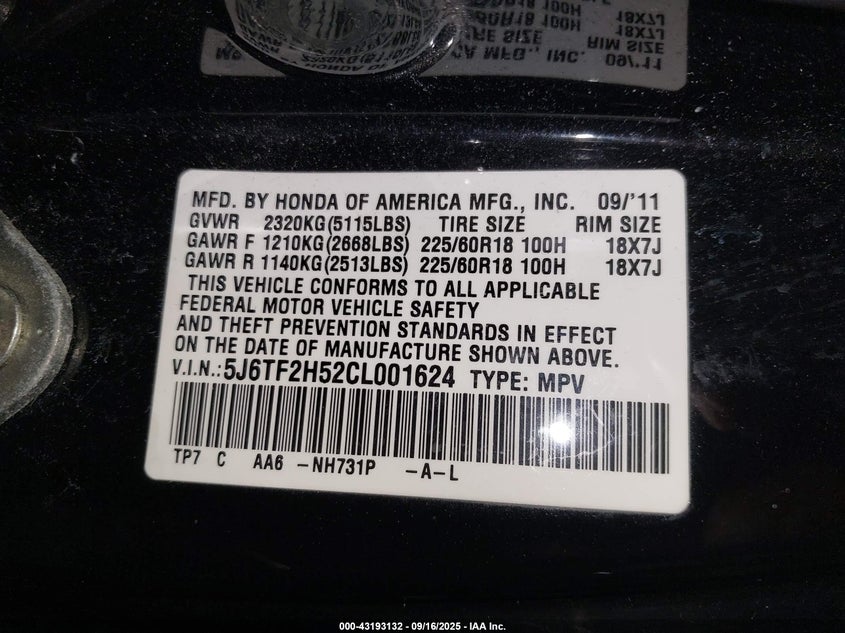 MFD. BY HONDA OF AMERICA MFG., INC. 09/'11
GVWR 2320KG(5115LBS) TIRE SIZE RIM SIZE
GAWR F 1210KG(2668LBS) 225/60R18 100H 18X7J
GAWR R 1140KG(2513LBS) 225/60R18 100H 18X7J
THIS VEHICLE CONFORMS TO ALL APPLICABLE
FEDERAL MOTOR VEHICLE SAFETY
AND THEFT PREVENTION STANDARDS IN EFFECT
ON THE DATE OF MANUFACTURE SHOWN ABOVE.
V.I.N.:5J6TF2H52CL001624 TYPE: MPV
TP7 C AA6 -NH731P -A-L
000-43193132 - 09/16/2025 - IAA Inc.